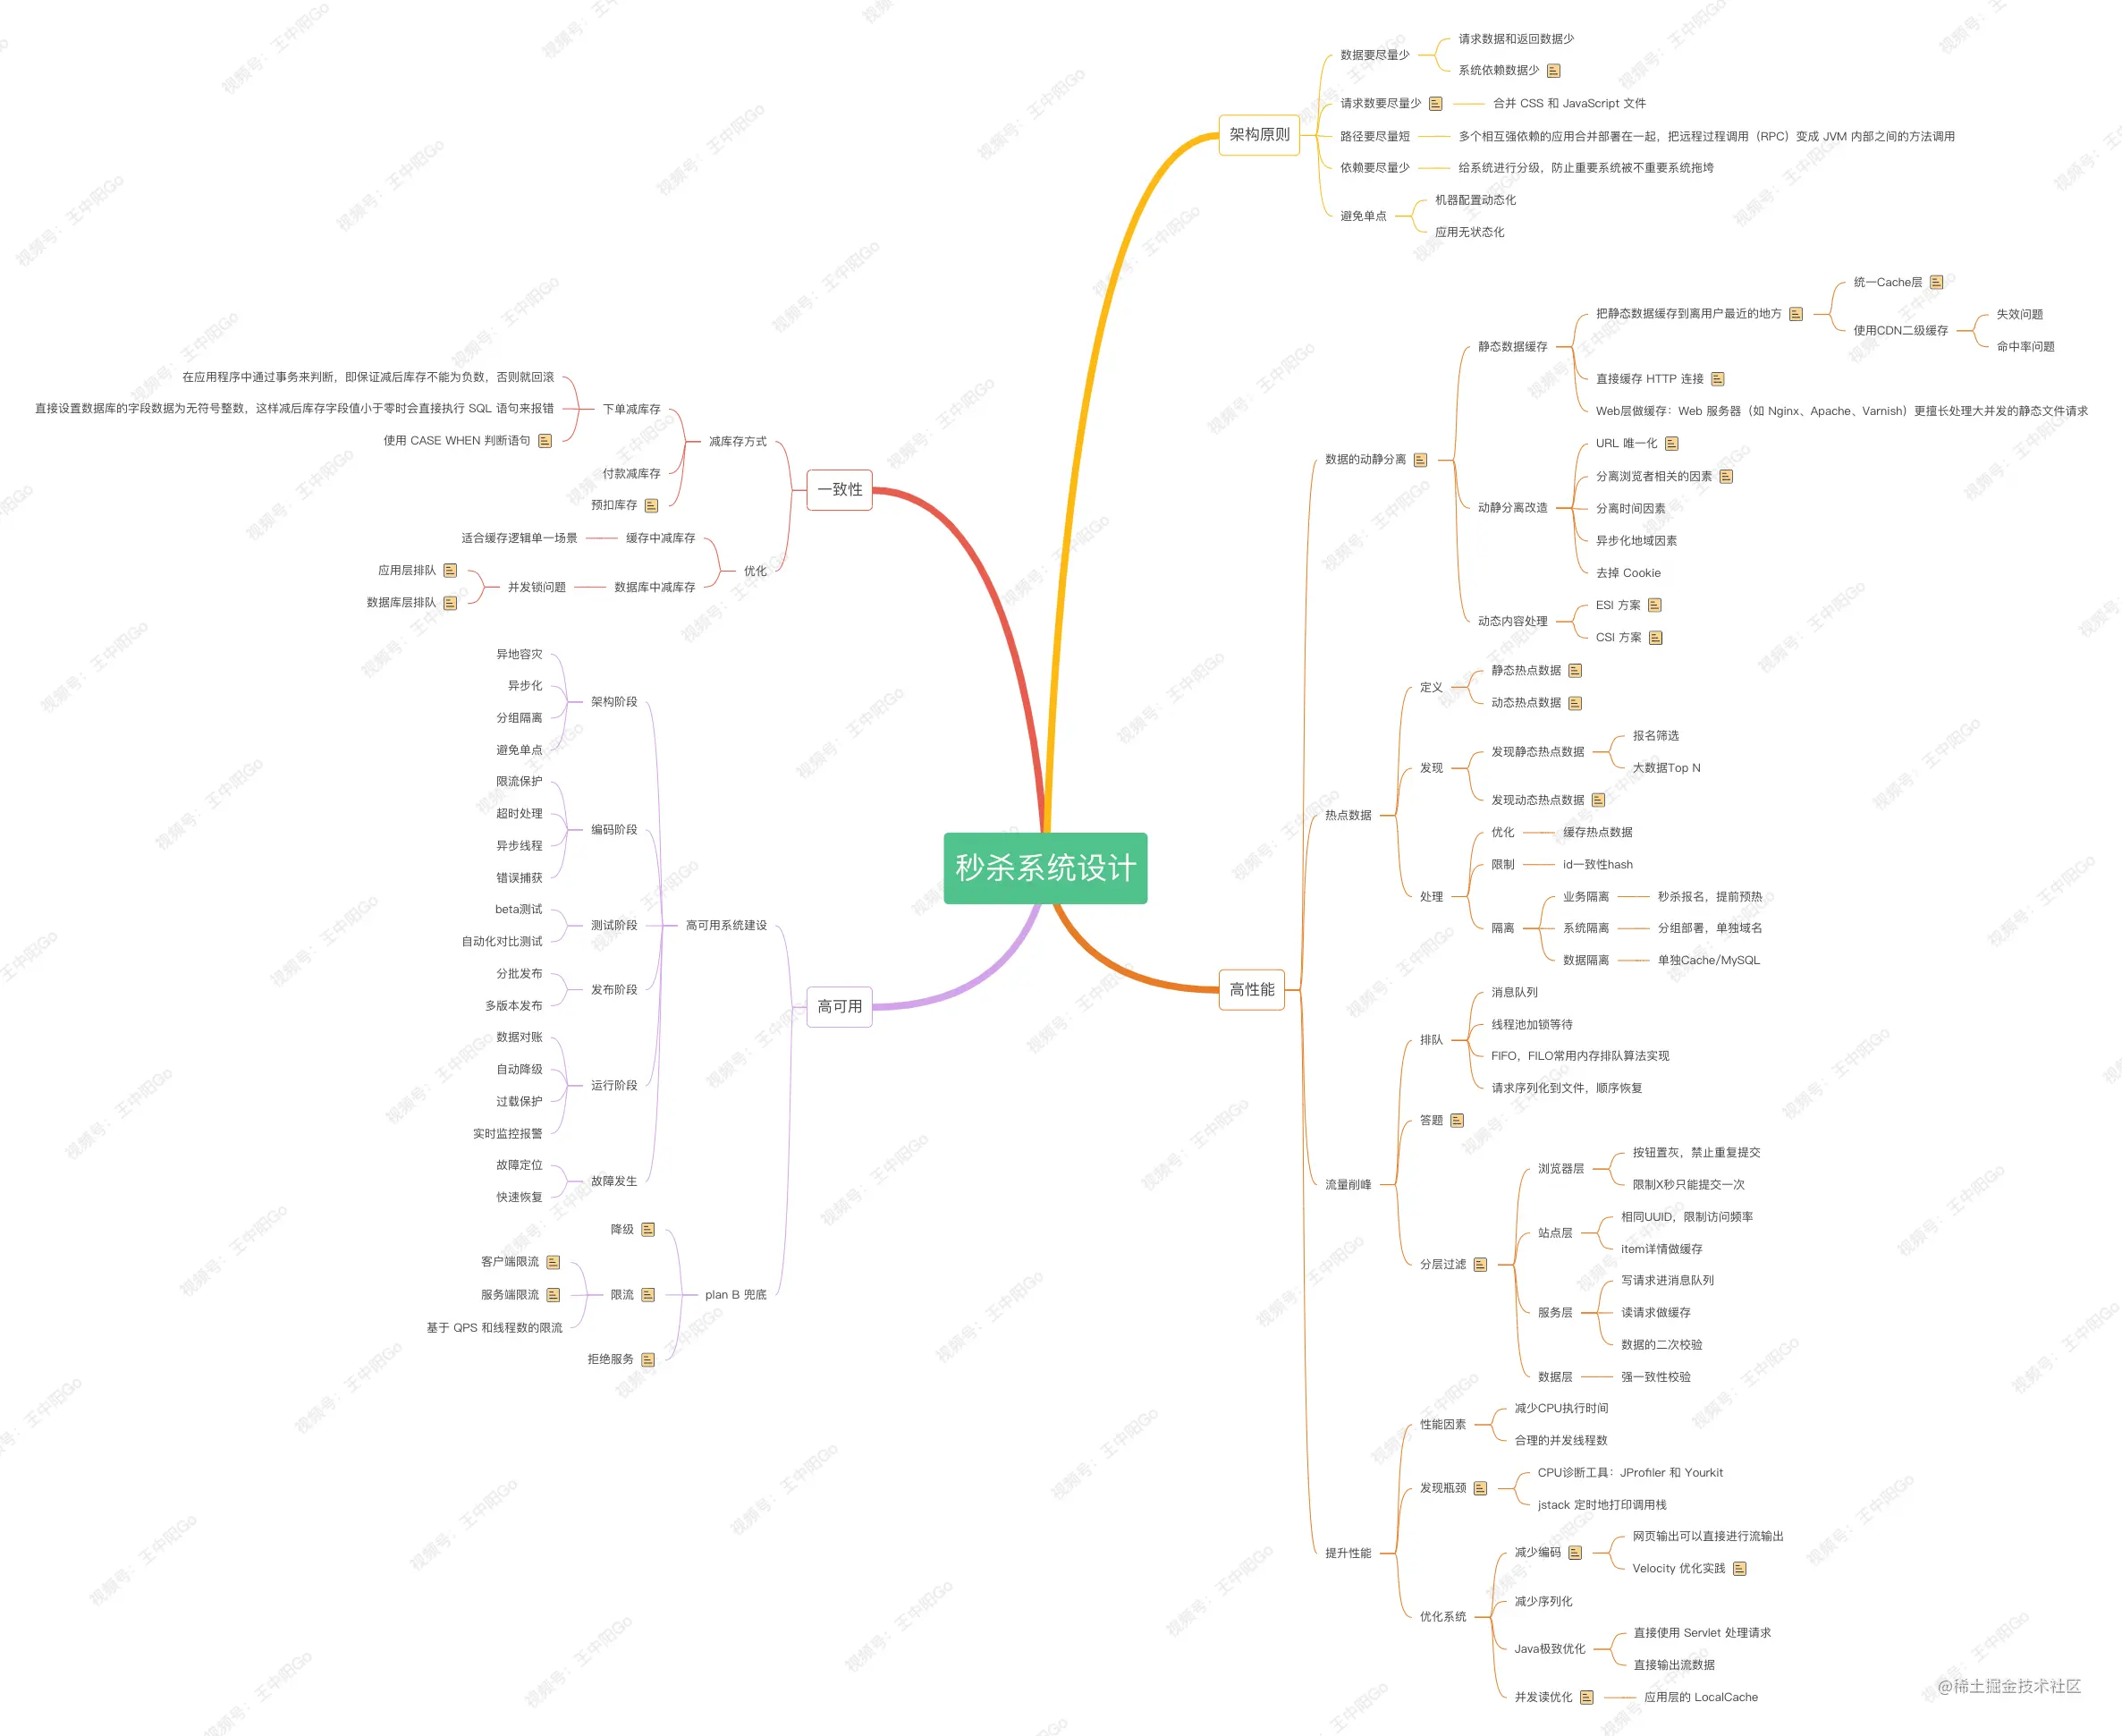 秒杀系统设计
架构原则
数据要尽量少
请求数据和返回数据少
系统依赖数据少
请求数要尽量少
合并 CSS 和 JavaScript 文件
路径要尽量短
多个相互强依赖的应用合并部署在一起，把远程过程调用（RPC）变成 JVM 内部之间的方法调用
依赖要尽量少
给系统进行分级，防止重要系统被不重要系统拖垮
避免单点
机器配置动态化
应用无状态化
高性能
数据的动静分离
静态数据缓存
把静态数据缓存到离用户最近的地方
统一Cache层
使用CDN二级缓存
失效问题
命中率问题
直接缓存 HTTP 连接
Web层做缓存：Web 服务器（如 Nginx、Apache、Varnish）更擅长处理大并发的静态文件请求
动静分离改造
URL 唯一化
分离浏览者相关的因素
分离时间因素
异步化地域因素
去掉 Cookie
动态内容处理
ESI 方案
CSI 方案
热点数据
定义
静态热点数据
动态热点数据
发现
发现静态热点数据
报名筛选
大数据Top N
发现动态热点数据
处理
优化
缓存热点数据
限制
id一致性hash
隔离
业务隔离
秒杀报名，提前预热
系统隔离
分组部署，单独域名
数据隔离
单独Cache/MySQL
流量削峰
排队
消息队列
线程池加锁等待
FIFO，FILO常用内存排队算法实现
请求序列化到文件，顺序恢复
答题
分层过滤
浏览器层
按钮置灰，禁止重复提交
限制X秒只能提交一次
站点层
相同UUID，限制访问频率
item详情做缓存
服务层
写请求进消息队列
读请求做缓存
数据的二次校验
数据层
强一致性校验
提升性能
性能因素
减少CPU执行时间
合理的并发线程数
发现瓶颈
CPU诊断工具：JProfiler 和 Yourkit
jstack 定时地打印调用栈
优化系统
减少编码
网页输出可以直接进行流输出
Velocity 优化实践
减少序列化
Java极致优化
直接使用 Servlet 处理请求
直接输出流数据
并发读优化
应用层的 LocalCache
一致性
减库存方式
下单减库存
在应用程序中通过事务来判断，即保证减后库存不能为负数，否则就回滚
直接设置数据库的字段数据为无符号整数，这样减后库存字段值小于零时会直接执行 SQL 语句来报错
使用 CASE WHEN 判断语句
付款减库存
预扣库存
优化
缓存中减库存
适合缓存逻辑单一场景
数据库中减库存
并发锁问题
应用层排队
数据库层排队
高可用
高可用系统建设
架构阶段
异地容灾
异步化
分组隔离
避免单点
编码阶段
限流保护
超时处理
异步线程
错误捕获
测试阶段
beta测试
自动化对比测试
发布阶段
分批发布
多版本发布
运行阶段
数据对账
自动降级
过载保护
实时监控报警
故障发生
故障定位
快速恢复
plan B 兜底
降级
限流
客户端限流
服务端限流
基于 QPS 和线程数的限流
拒绝服务
视频号：王中阳Go
@稀土掘金技术社区